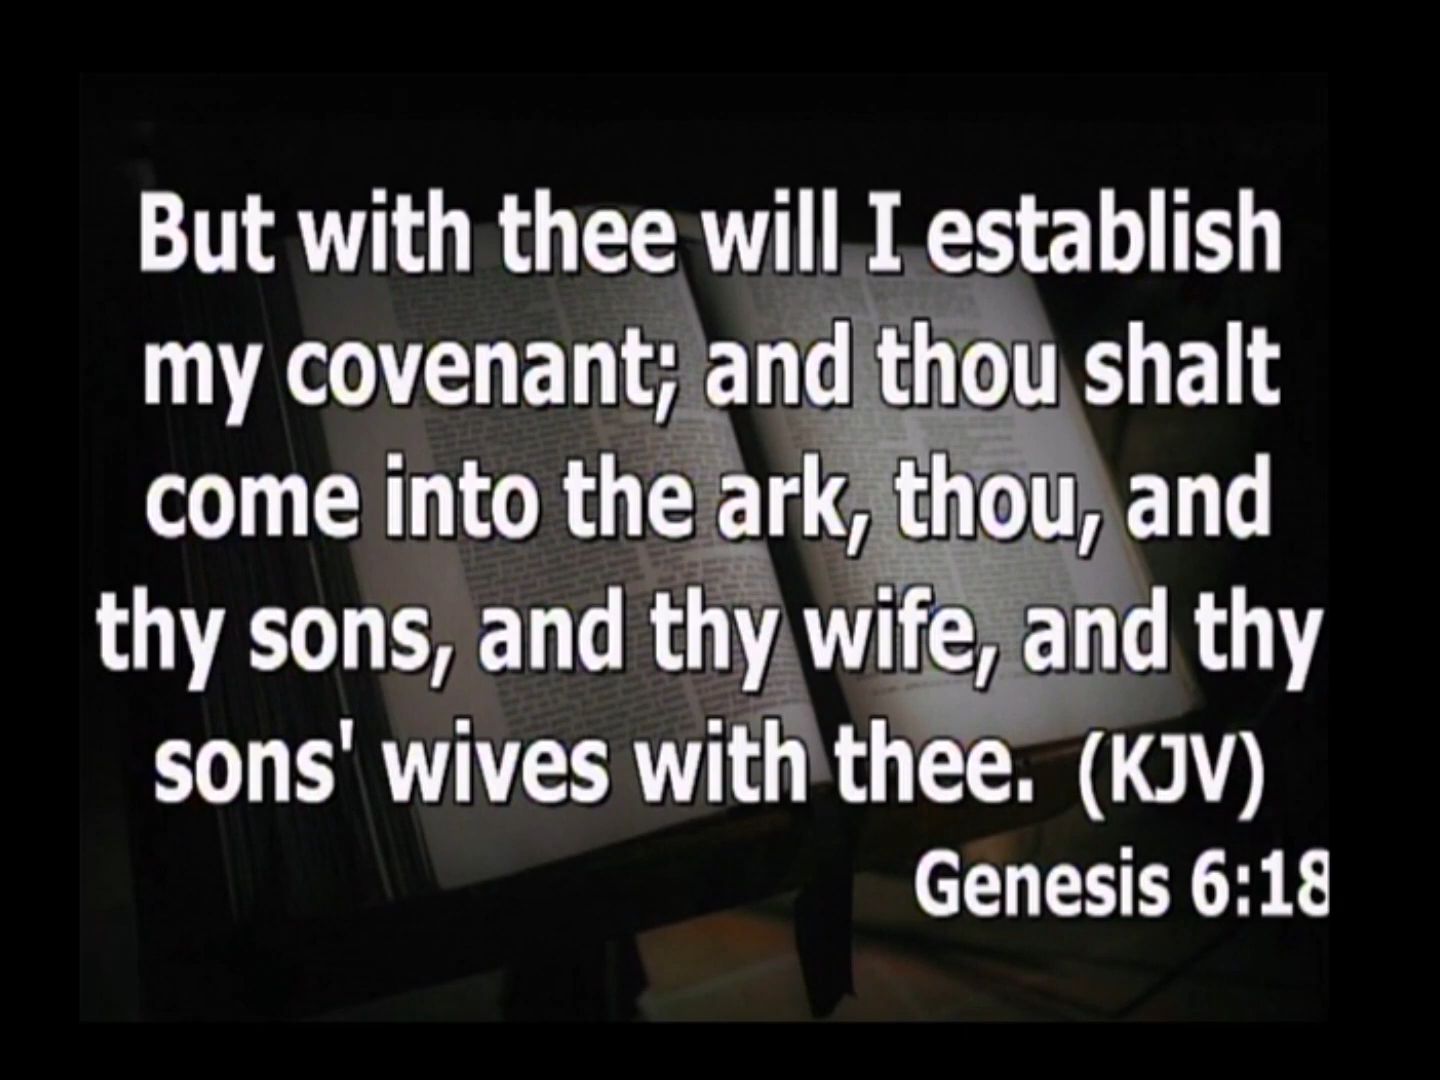 But with thee will I establish
my covenant; and thou shalt
come into the ark, thou, and
thy sons, and thy wife, and thy
sons' wives with thee. (KJV)
Genesis 6:18